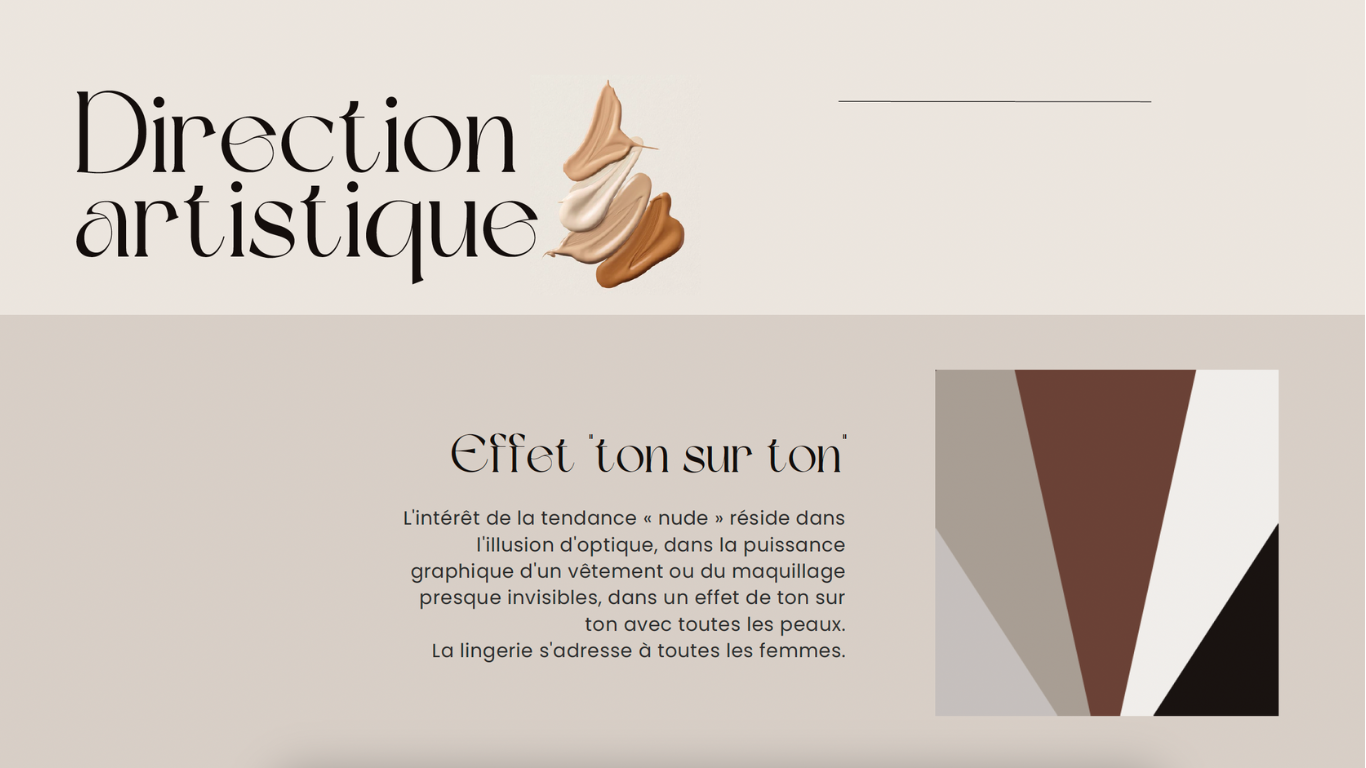 Direction
artistique
Effet "ton sur ton"
L'intérêt de la tendance « nude » réside dans
l'illusion d'optique, dans la puissance
graphique d'un vêtement ou du maquillage
presque invisibles, dans un effet de ton sur
ton avec toutes les peaux.
La lingerie s'adresse à toutes les femmes.